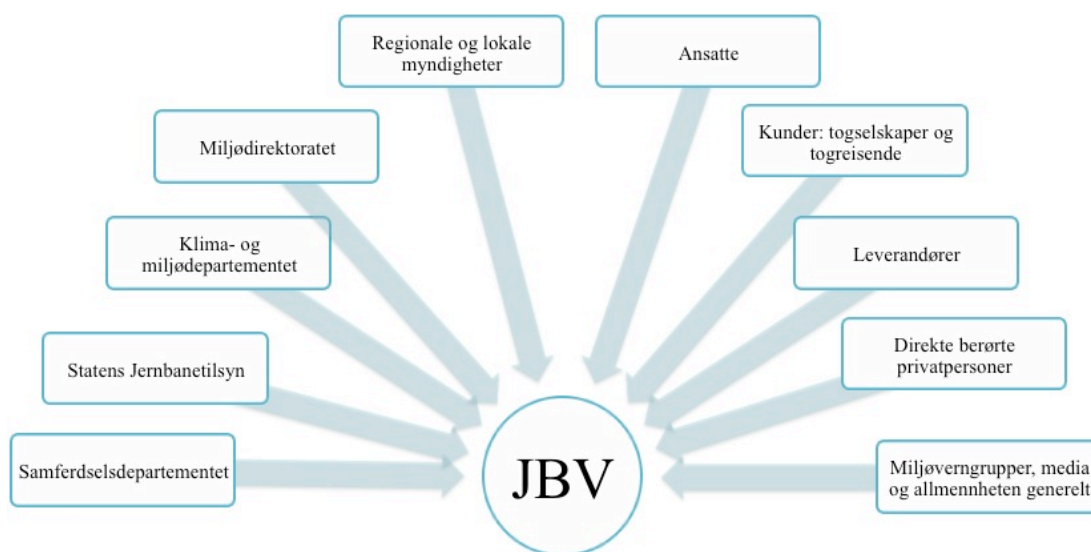 Regionale og lokale
myndigheter
Ansatte
Miljødirektoratet
Kunder: togselskaper og
togreisende
Klima- og
miljødepartementet
Leverandører
Statens Jernbanetilsyn
Direkte berørte
privatpersoner
Samferdselsdepartementet
JBV
Miljøverngrupper, media
og allmennheten generelt